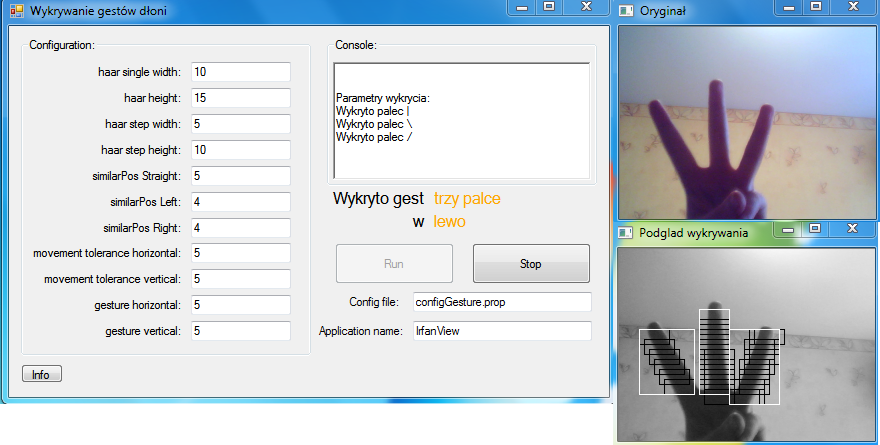 Wykrywanie gestów dłoni
Configuration:
haar single width: 10
haar height: 15
haar step width: 5
haar step height: 10
similarPos Straight: 5
similarPos Left: 4
similarPos Right: 4
movement tolerance horizontal: 5
movement tolerance vertical: 5
gesture horizontal: 5
gesture vertical: 5
Info
Console:
Parametry wykrycia:
Wykryto palec |
Wykryto palec \
Wykryto palec /
Wykryto gest trzy palce
w lewo
Run Stop
Config file: configGesture.prop
Application name: IrfanView
Oryginał
Podglad wykrywania